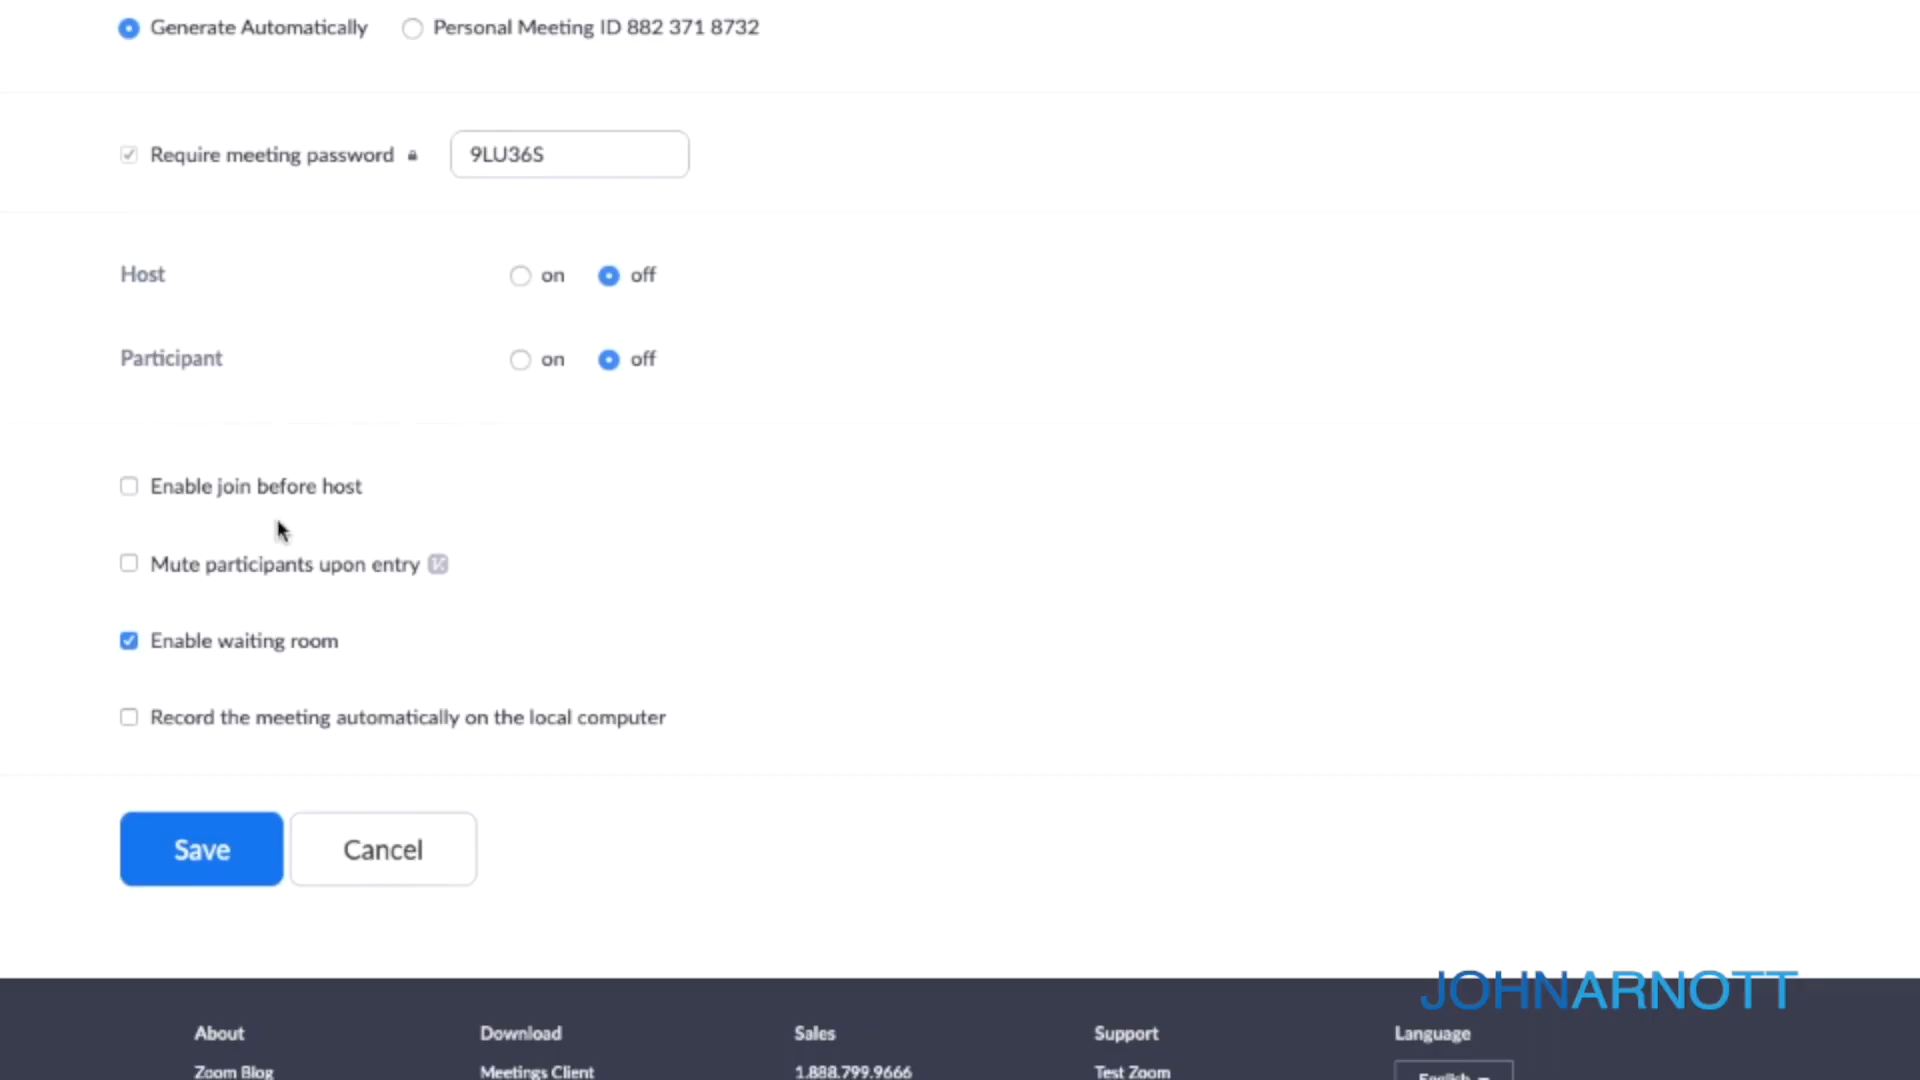 Generate Automatically Personal Meeting ID 882 371 8732
Require meeting password 9LU36S
Host on off
Participant on off
Enable join before host
Mute participants upon entry
Enable waiting room
Record the meeting automatically on the local computer
Save Cancel
JOHNARNOTT
About Download Sales Support Language
Zoom Blog Meetings Client 1.888.799.9666 Test Zoom English